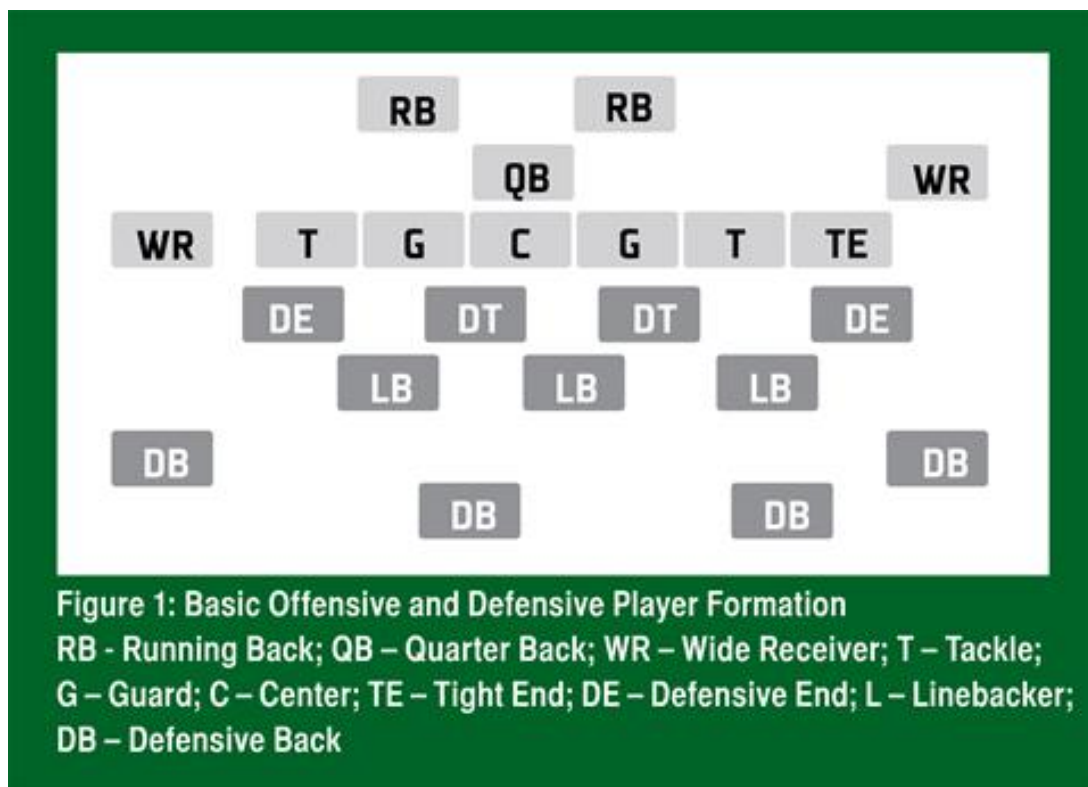 RB RB
QB WR
WR T G C G T TE
DE DT DT DE
LB LB LB
DB DB
DB DB
Figure 1: Basic Offensive and Defensive Player Formation
RB - Running Back; QB – Quarter Back; WR – Wide Receiver; T – Tackle;
G – Guard; C – Center; TE – Tight End; DE – Defensive End; L – Linebacker;
DB – Defensive Back